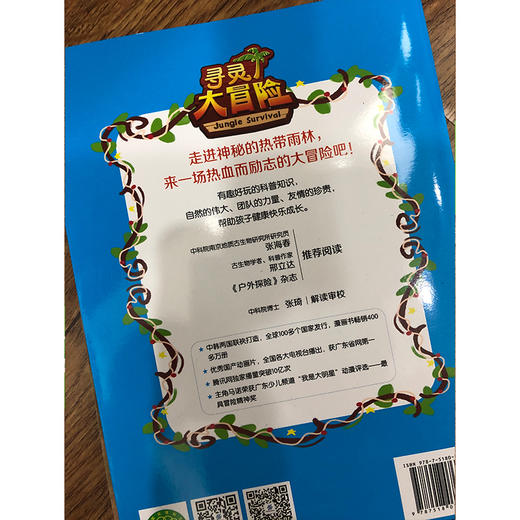 寻灵大冒险
Jungle Survival
走进神秘的热带雨林，
来一场热血而励志的大冒险吧！
有趣好玩的科普知识，
自然的伟大、团队的力量、友情的珍贵，
帮助孩子健康快乐成长。
中科院南京地质古生物研究所研究员
张海春
古生物学者、科普作家
邢立达
《户外探险》杂志
推荐阅读
中科院博士 张琦 解读审校
中韩两国联袂打造，全球100多个国家发行，漫画书畅销400
多万册
优秀国产动画片，全国各大电视台播出，获广东省网第一
腾讯网独家播量突破10亿次
主角马诺荣获广东少儿频道“我是大明星”动漫评选——最
具冒险精神奖
ISBN 978-7-5180-
9 787518 0